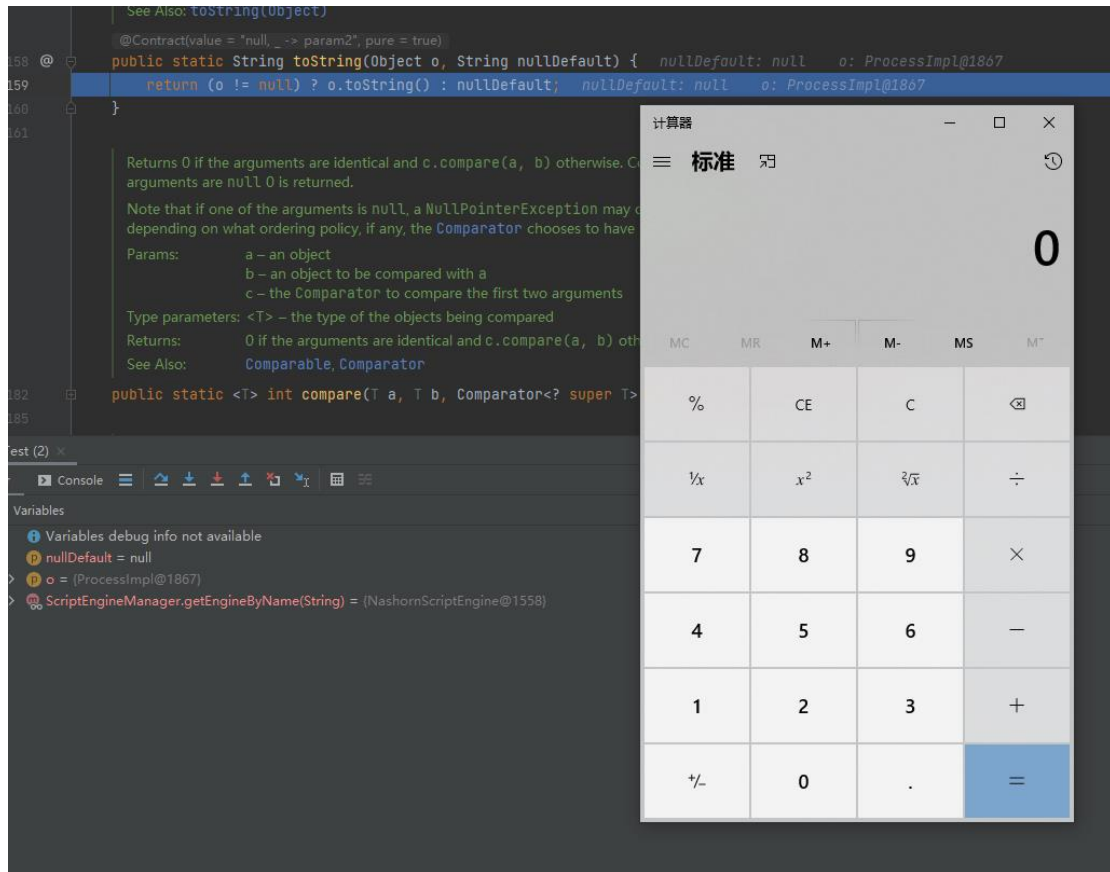 See Also: toString(Object)
@Contract(value = "null, _ -> param2", pure = true)
158 @ public static String toString(Object o, String nullDefault) { nullDefault: null o: ProcessImpl@1867
159 return (o != null) ? o.toString() : nullDefault; nullDefault: null o: ProcessImpl@1867
160 }
161
Returns 0 if the arguments are identical and c.compare(a, b) otherwise. Co
arguments are null 0 is returned.
Note that if one of the arguments is null, a NullPointerException may o
depending on what ordering policy, if any, the Comparator chooses to have
Params: a – an object
b – an object to be compared with a
c – the Comparator to compare the first two arguments
Type parameters: <T> – the type of the objects being compared
Returns: 0 if the arguments are identical and c.compare(a, b) oth
See Also: Comparable, Comparator
182 public static <T> int compare(T a, T b, Comparator<? super T>
185
Test (2) ×
Console
Variables
Variables debug info not available
nullDefault = null
o = {ProcessImpl@1867}
ScriptEngineManager.getEngineByName(String) = {NashornScriptEngine@1558}
计算器
标准
0
MC MR M+ M- MS M˅
% CE C
¹/x x² ²√x ÷
7 8 9 ×
4 5 6 −
1 2 3 +
+/− 0 . =